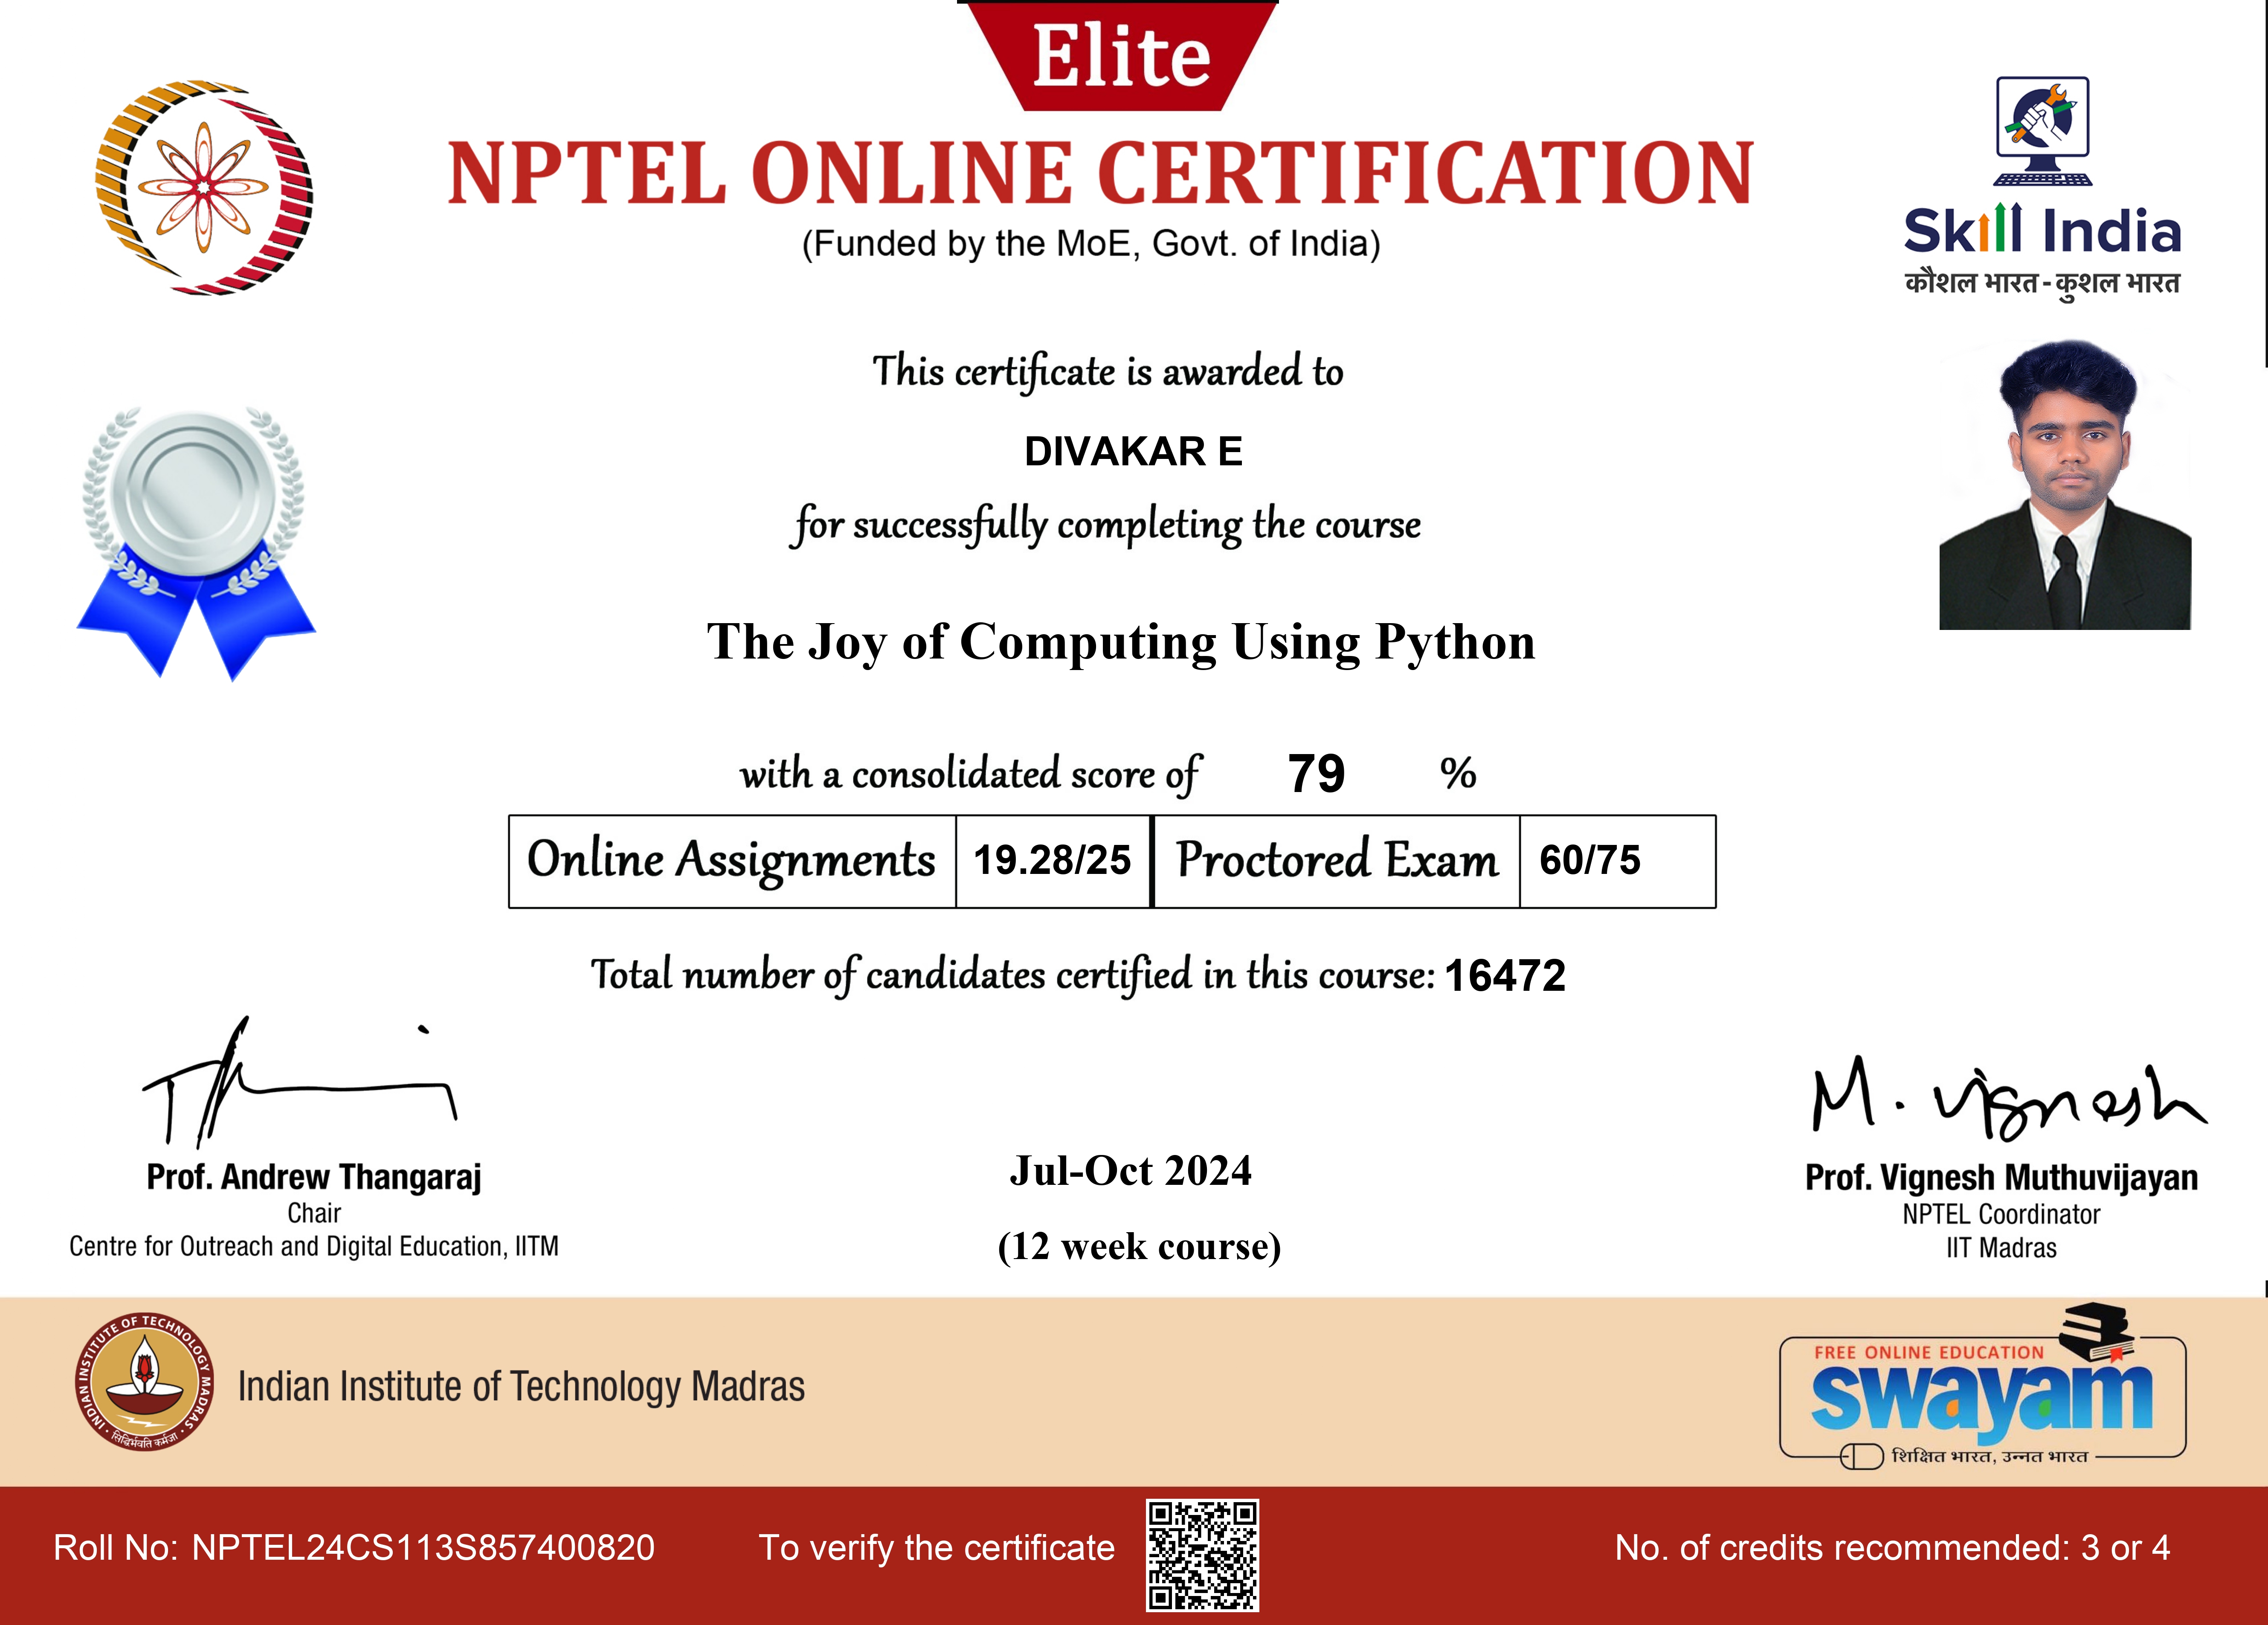 Elite
NPTEL ONLINE CERTIFICATION
(Funded by the MoE, Govt. of India)
Skill India
कौशल भारत - कुशल भारत
This certificate is awarded to
DIVAKAR E
for successfully completing the course
The Joy of Computing Using Python
with a consolidated score of 79 %
Online Assignments 19.28/25 Proctored Exam 60/75
Total number of candidates certified in this course: 16472
M. Vignesh
Prof. Andrew Thangaraj
Chair
Centre for Outreach and Digital Education, IITM
Jul-Oct 2024
(12 week course)
Prof. Vignesh Muthuvijayan
NPTEL Coordinator
IIT Madras
INDIAN INSTITUTE OF TECHNOLOGY MADRAS
सिद्धिर्भवति कर्मजा
Indian Institute of Technology Madras
FREE ONLINE EDUCATION
swayam
शिक्षित भारत, उन्नत भारत
Roll No: NPTEL24CS113S857400820
To verify the certificate
No. of credits recommended: 3 or 4